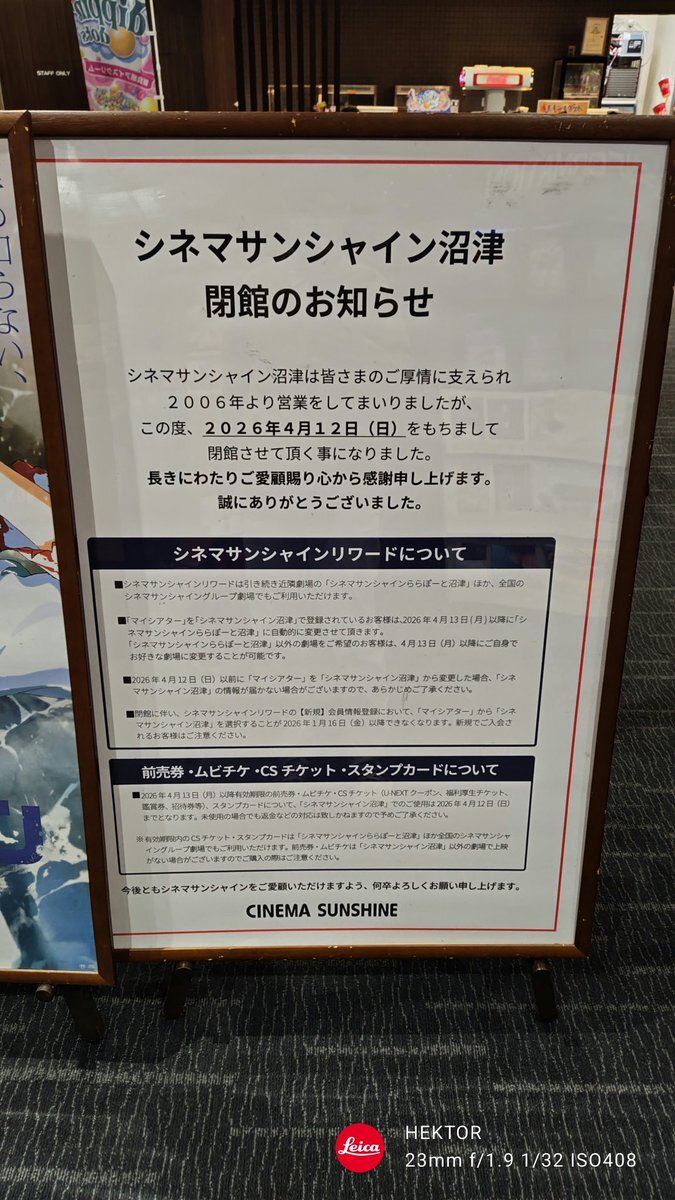 dippin'
dots
STAFF ONLY
も知らない、
シネマサンシャイン沼津
閉館のお知らせ
シネマサンシャイン沼津は皆さまのご厚情に支えられ
2006年より営業をしてまいりましたが、
この度、2026年4月12日（日）をもちまして
閉館させて頂く事になりました。
長きにわたりご愛顧賜り心から感謝申し上げます。
誠にありがとうございました。
シネマサンシャインリワードについて
■シネマサンシャインリワードは引き続き近隣劇場の「シネマサンシャインららぽーと沼津」ほか、全国の
シネマサンシャイングループ劇場でもご利用いただけます。
■「マイシアター」を「シネマサンシャイン沼津」で登録されているお客様は、2026年4月13日(月)以降に「シ
ネマサンシャインららぽーと沼津」に自動的に変更させて頂きます。
「シネマサンシャインららぽーと沼津」以外の劇場をご希望のお客様は、4月13日（月）以降にご自身で
お好きな劇場に変更することが可能です。
■2026年4月12日（日）以前に「マイシアター」を「シネマサンシャイン沼津」から変更した場合、「シネ
マサンシャイン沼津」の情報が届かない場合がございますので、あらかじめご了承ください。
■閉館に伴い、シネマサンシャインリワードの【新規】会員情報登録において、「マイシアター」から「シネ
マサンシャイン沼津」を選択することが2026年1月16日（金）以降できなくなります。新規でご入会さ
れるお客様はご注意ください。
前売券・ムビチケ・CSチケット・スタンプカードについて
■2026年4月13日（月）以降有効期限の前売券・ムビチケ・CSチケット（U-NEXTクーポン、福利厚生チケット、
鑑賞券、招待券等）、スタンプカードについて、「シネマサンシャイン沼津」でのご使用は2026年4月12日（日）
までとなります。未使用の場合でも返金などの対応は致しかねますので予めご了承ください。
※有効期限内のCSチケット・スタンプカードは「シネマサンシャインららぽーと沼津」ほか全国のシネマサンシャ
イングループ劇場でもご利用いただけます。前売券・ムビチケは「シネマサンシャイン沼津」以外の劇場で上映
がない場合がございますのでご購入の際はご注意ください。
今後ともシネマサンシャインをご愛顧いただけますよう、何卒よろしくお願い申し上げます。
CINEMA SUNSHINE
Leica
HEKTOR
23mm f/1.9 1/32 ISO408